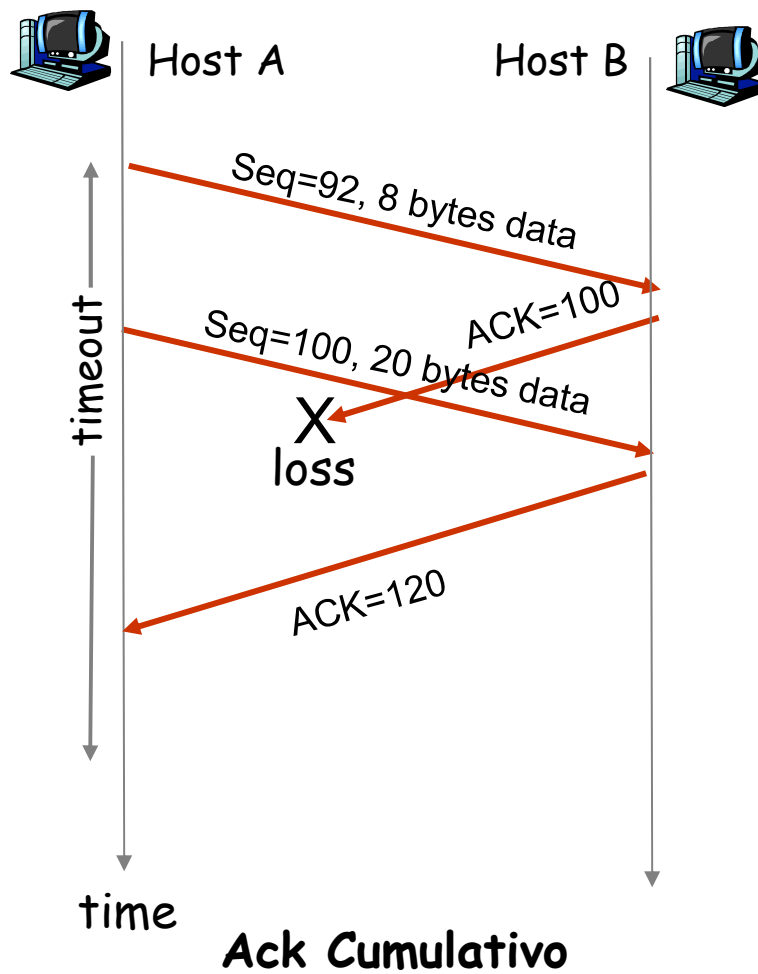 Host A
Host B
Seq=92, 8 bytes data
ACK=100
Seq=100, 20 bytes data
timeout
X
loss
ACK=120
time
Ack Cumulativo